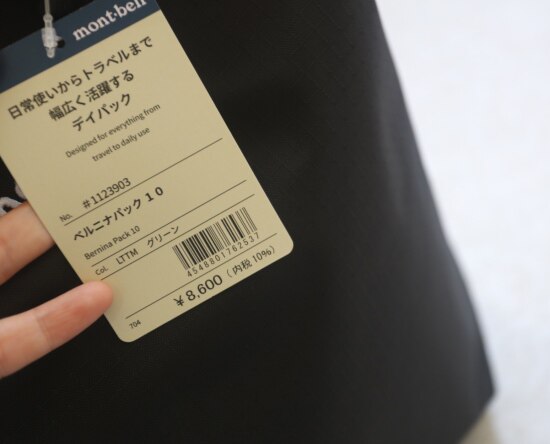 mont-bell
日常使いからトラベルまで
幅広く活躍する
デイパック
Designed for everything from
travel to daily use
No. #1123903
ベルニナパック 10
Bernina Pack 10
Col. LTTM グリーン
4548801762537
¥8,600 (内税10%)
704